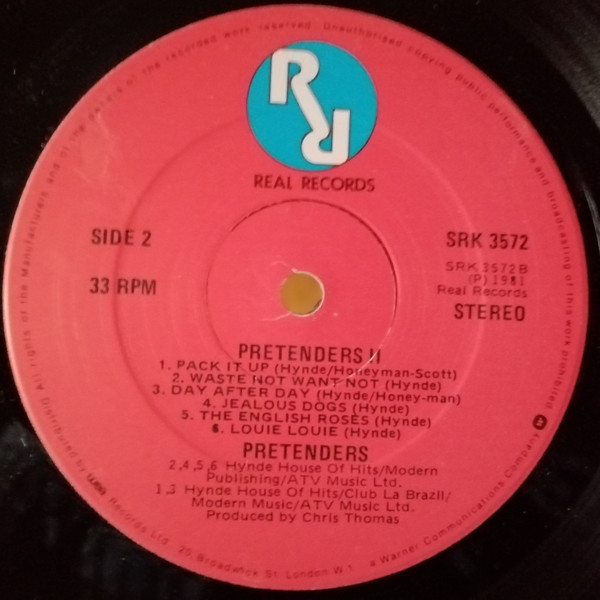 All rights of the Manufacturers and of the details of the recorded work reserved. Unauthorised copying public performance and broadcasting of this work prohibited
RR
REAL RECORDS
SIDE 2
SRK 3572
33 RPM
SRK 3572B
(P) 1981
Real Records
STEREO
PRETENDERS II
1. PACK IT UP (Hynde/Honeyman-Scott)
2. WASTE NOT WANT NOT (Hynde)
3. DAY AFTER DAY (Hynde/Honey-man)
4. JEALOUS DOGS (Hynde)
5. THE ENGLISH ROSES (Hynde)
6. LOUIE LOUIE (Hynde)
PRETENDERS
2,4,5,6 Hynde House Of Hits/Modern
Publishing/ATV Music Ltd.
1,3 Hynde House Of Hits/Club La Brazil/
Modern Music/ATV Music Ltd.
Produced by Chris Thomas
Distributed by wea Records Ltd. 20 Broadwick St. London W.1. a Warner Communications Company